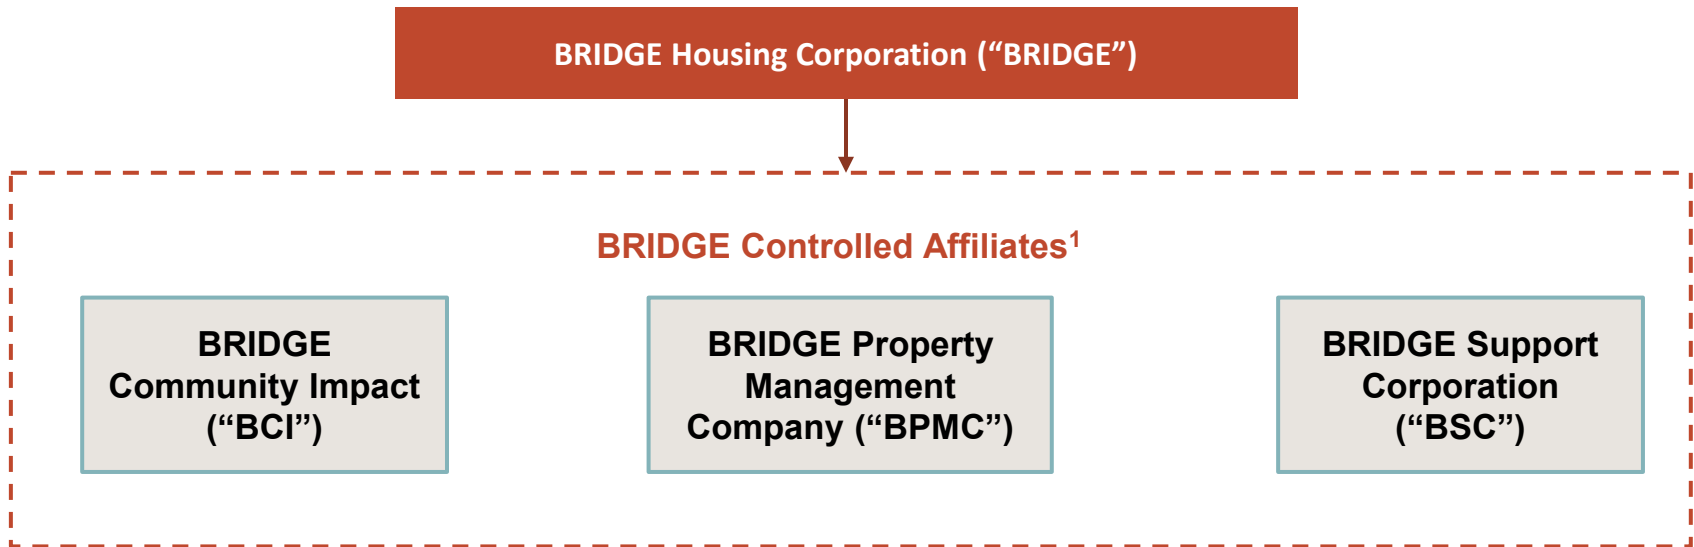 BRIDGE Housing Corporation (“BRIDGE”)
BRIDGE Controlled Affiliates¹
BRIDGE
Community Impact
(“BCI”)
BRIDGE Property
Management
Company (“BPMC”)
BRIDGE Support
Corporation
(“BSC”)